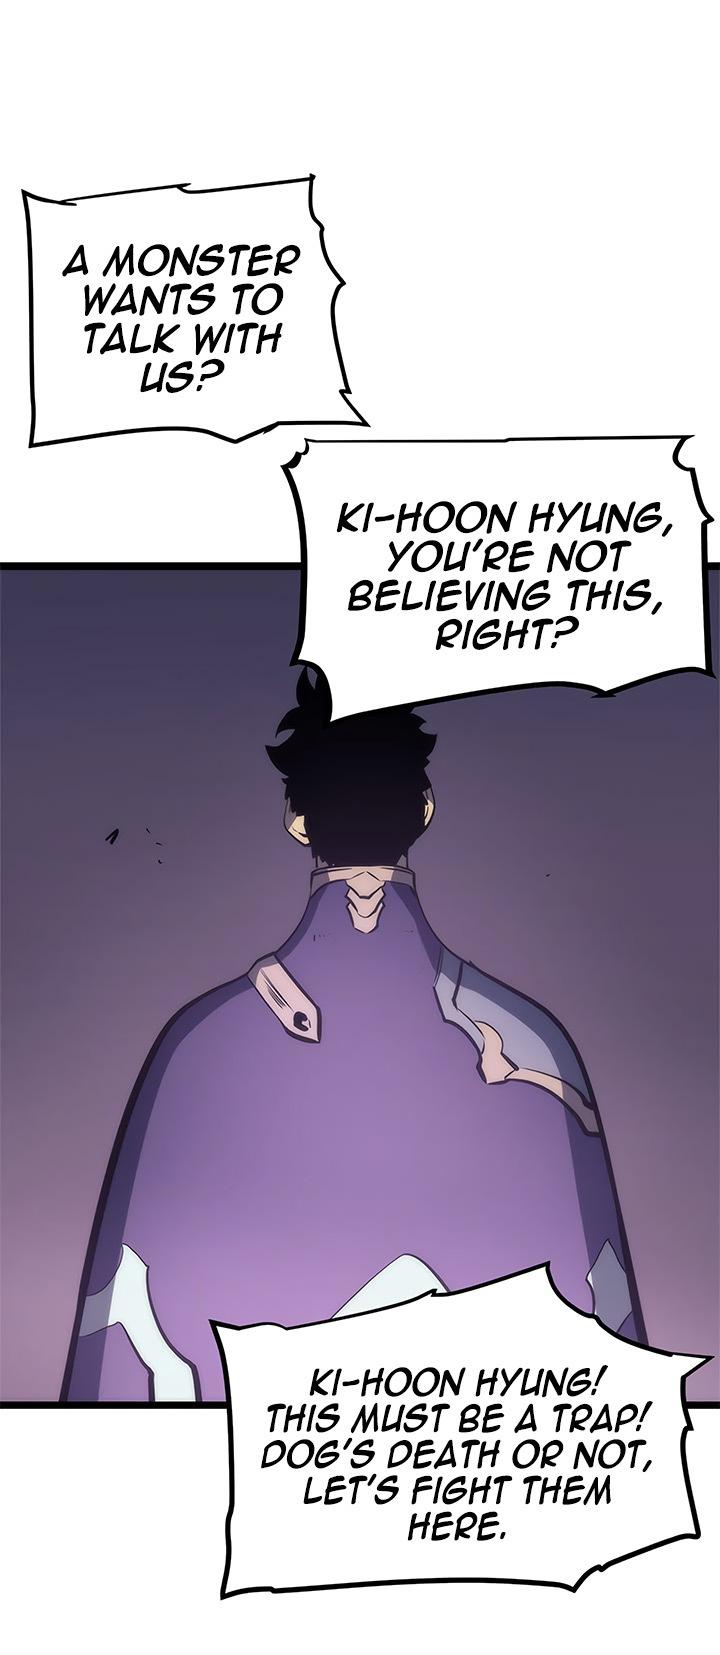 A MONSTER
WANTS TO
TALK WITH
US?
KI-HOON HYUNG,
YOU'RE NOT
BELIEVING THIS,
RIGHT?
KI-HOON HYUNG!
THIS MUST BE A TRAP!
DOG'S DEATH OR NOT,
LET'S FIGHT THEM
HERE.